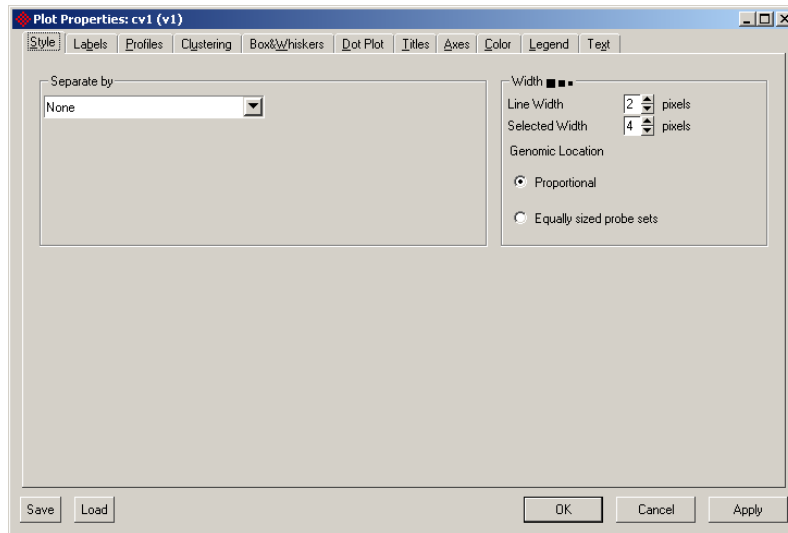 Plot Properties: cv1 (v1)
Style Labels Profiles Clustering Box&Whiskers Dot Plot Titles Axes Color Legend Text
Separate by
None
Width
Line Width 2 pixels
Selected Width 4 pixels
Genomic Location
Proportional
Equally sized probe sets
Save Load OK Cancel Apply